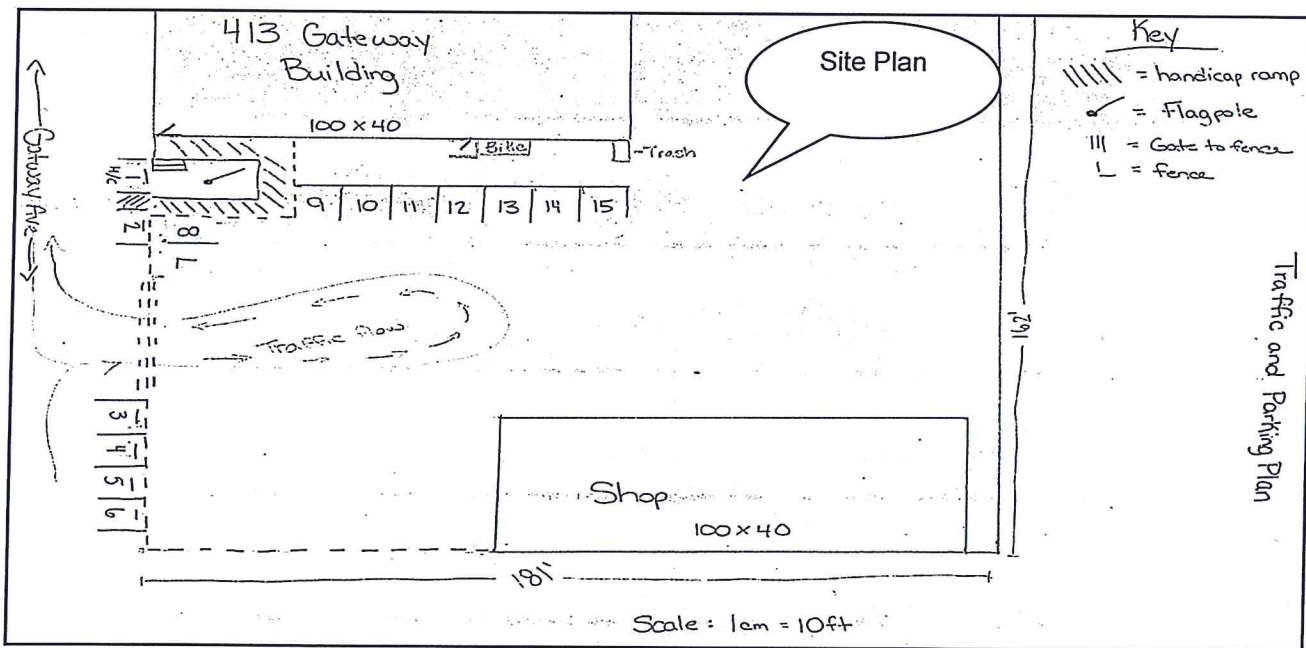 413 Gateway
Building
100 x 40
Site Plan
Key
= handicap ramp
= Flagpole
= Gate to fence
= fence
Gateway Ave
Bike
Trash
1
H/C
2
8
7
9
10
11
12
13
14
15
Traffic flow
3
4
5
6
Shop
100 x 40
162'
181'
Traffic and Parking Plan
Scale: 1cm = 10ft